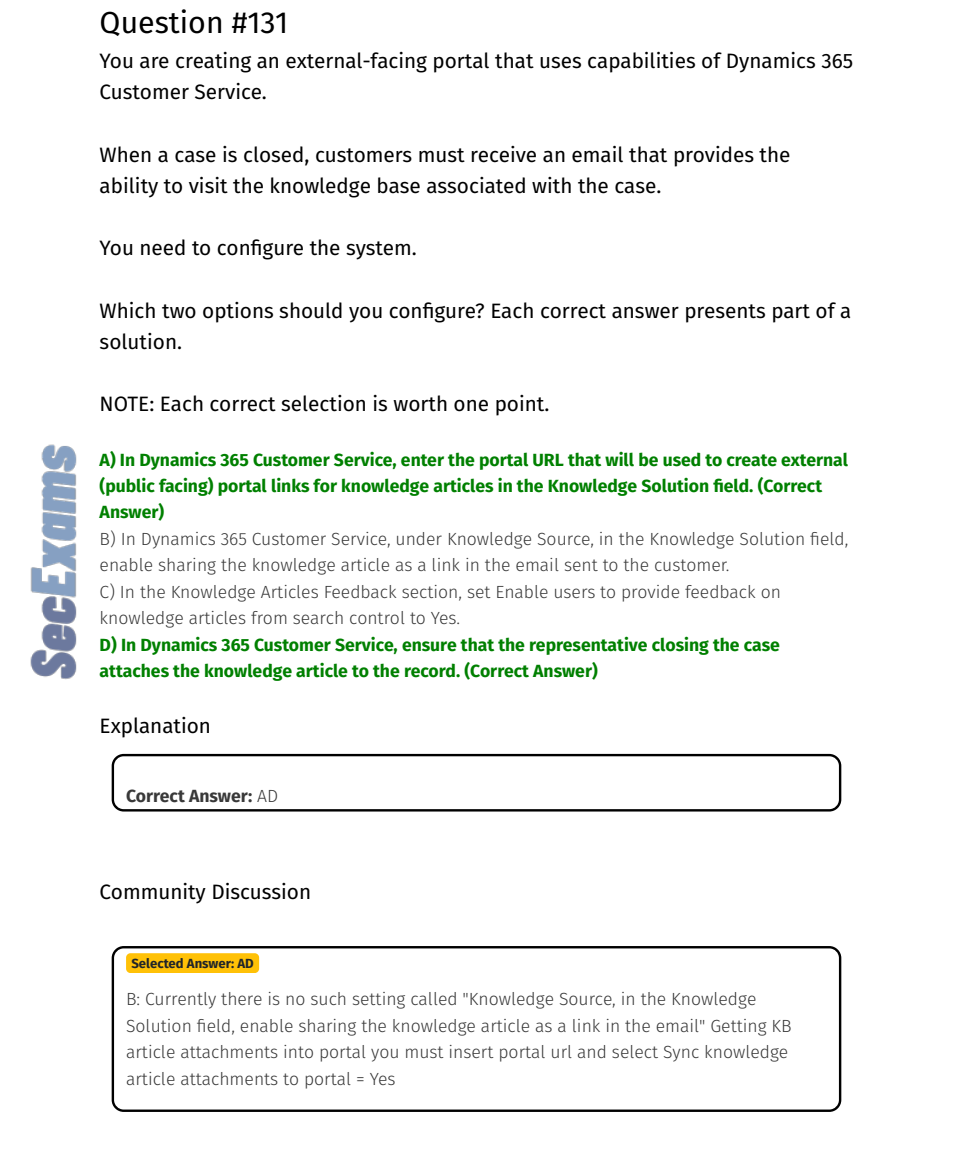 Question #131
You are creating an external-facing portal that uses capabilities of Dynamics 365
Customer Service.
When a case is closed, customers must receive an email that provides the
ability to visit the knowledge base associated with the case.
You need to configure the system.
Which two options should you configure? Each correct answer presents part of a
solution.
NOTE: Each correct selection is worth one point.
SecExams
A) In Dynamics 365 Customer Service, enter the portal URL that will be used to create external
(public facing) portal links for knowledge articles in the Knowledge Solution field. (Correct
Answer)
B) In Dynamics 365 Customer Service, under Knowledge Source, in the Knowledge Solution field,
enable sharing the knowledge article as a link in the email sent to the customer.
C) In the Knowledge Articles Feedback section, set Enable users to provide feedback on
knowledge articles from search control to Yes.
D) In Dynamics 365 Customer Service, ensure that the representative closing the case
attaches the knowledge article to the record. (Correct Answer)
Explanation
Correct Answer: AD
Community Discussion
Selected Answer: AD
B: Currently there is no such setting called "Knowledge Source, in the Knowledge
Solution field, enable sharing the knowledge article as a link in the email" Getting KB
article attachments into portal you must insert portal url and select Sync knowledge
article attachments to portal = Yes